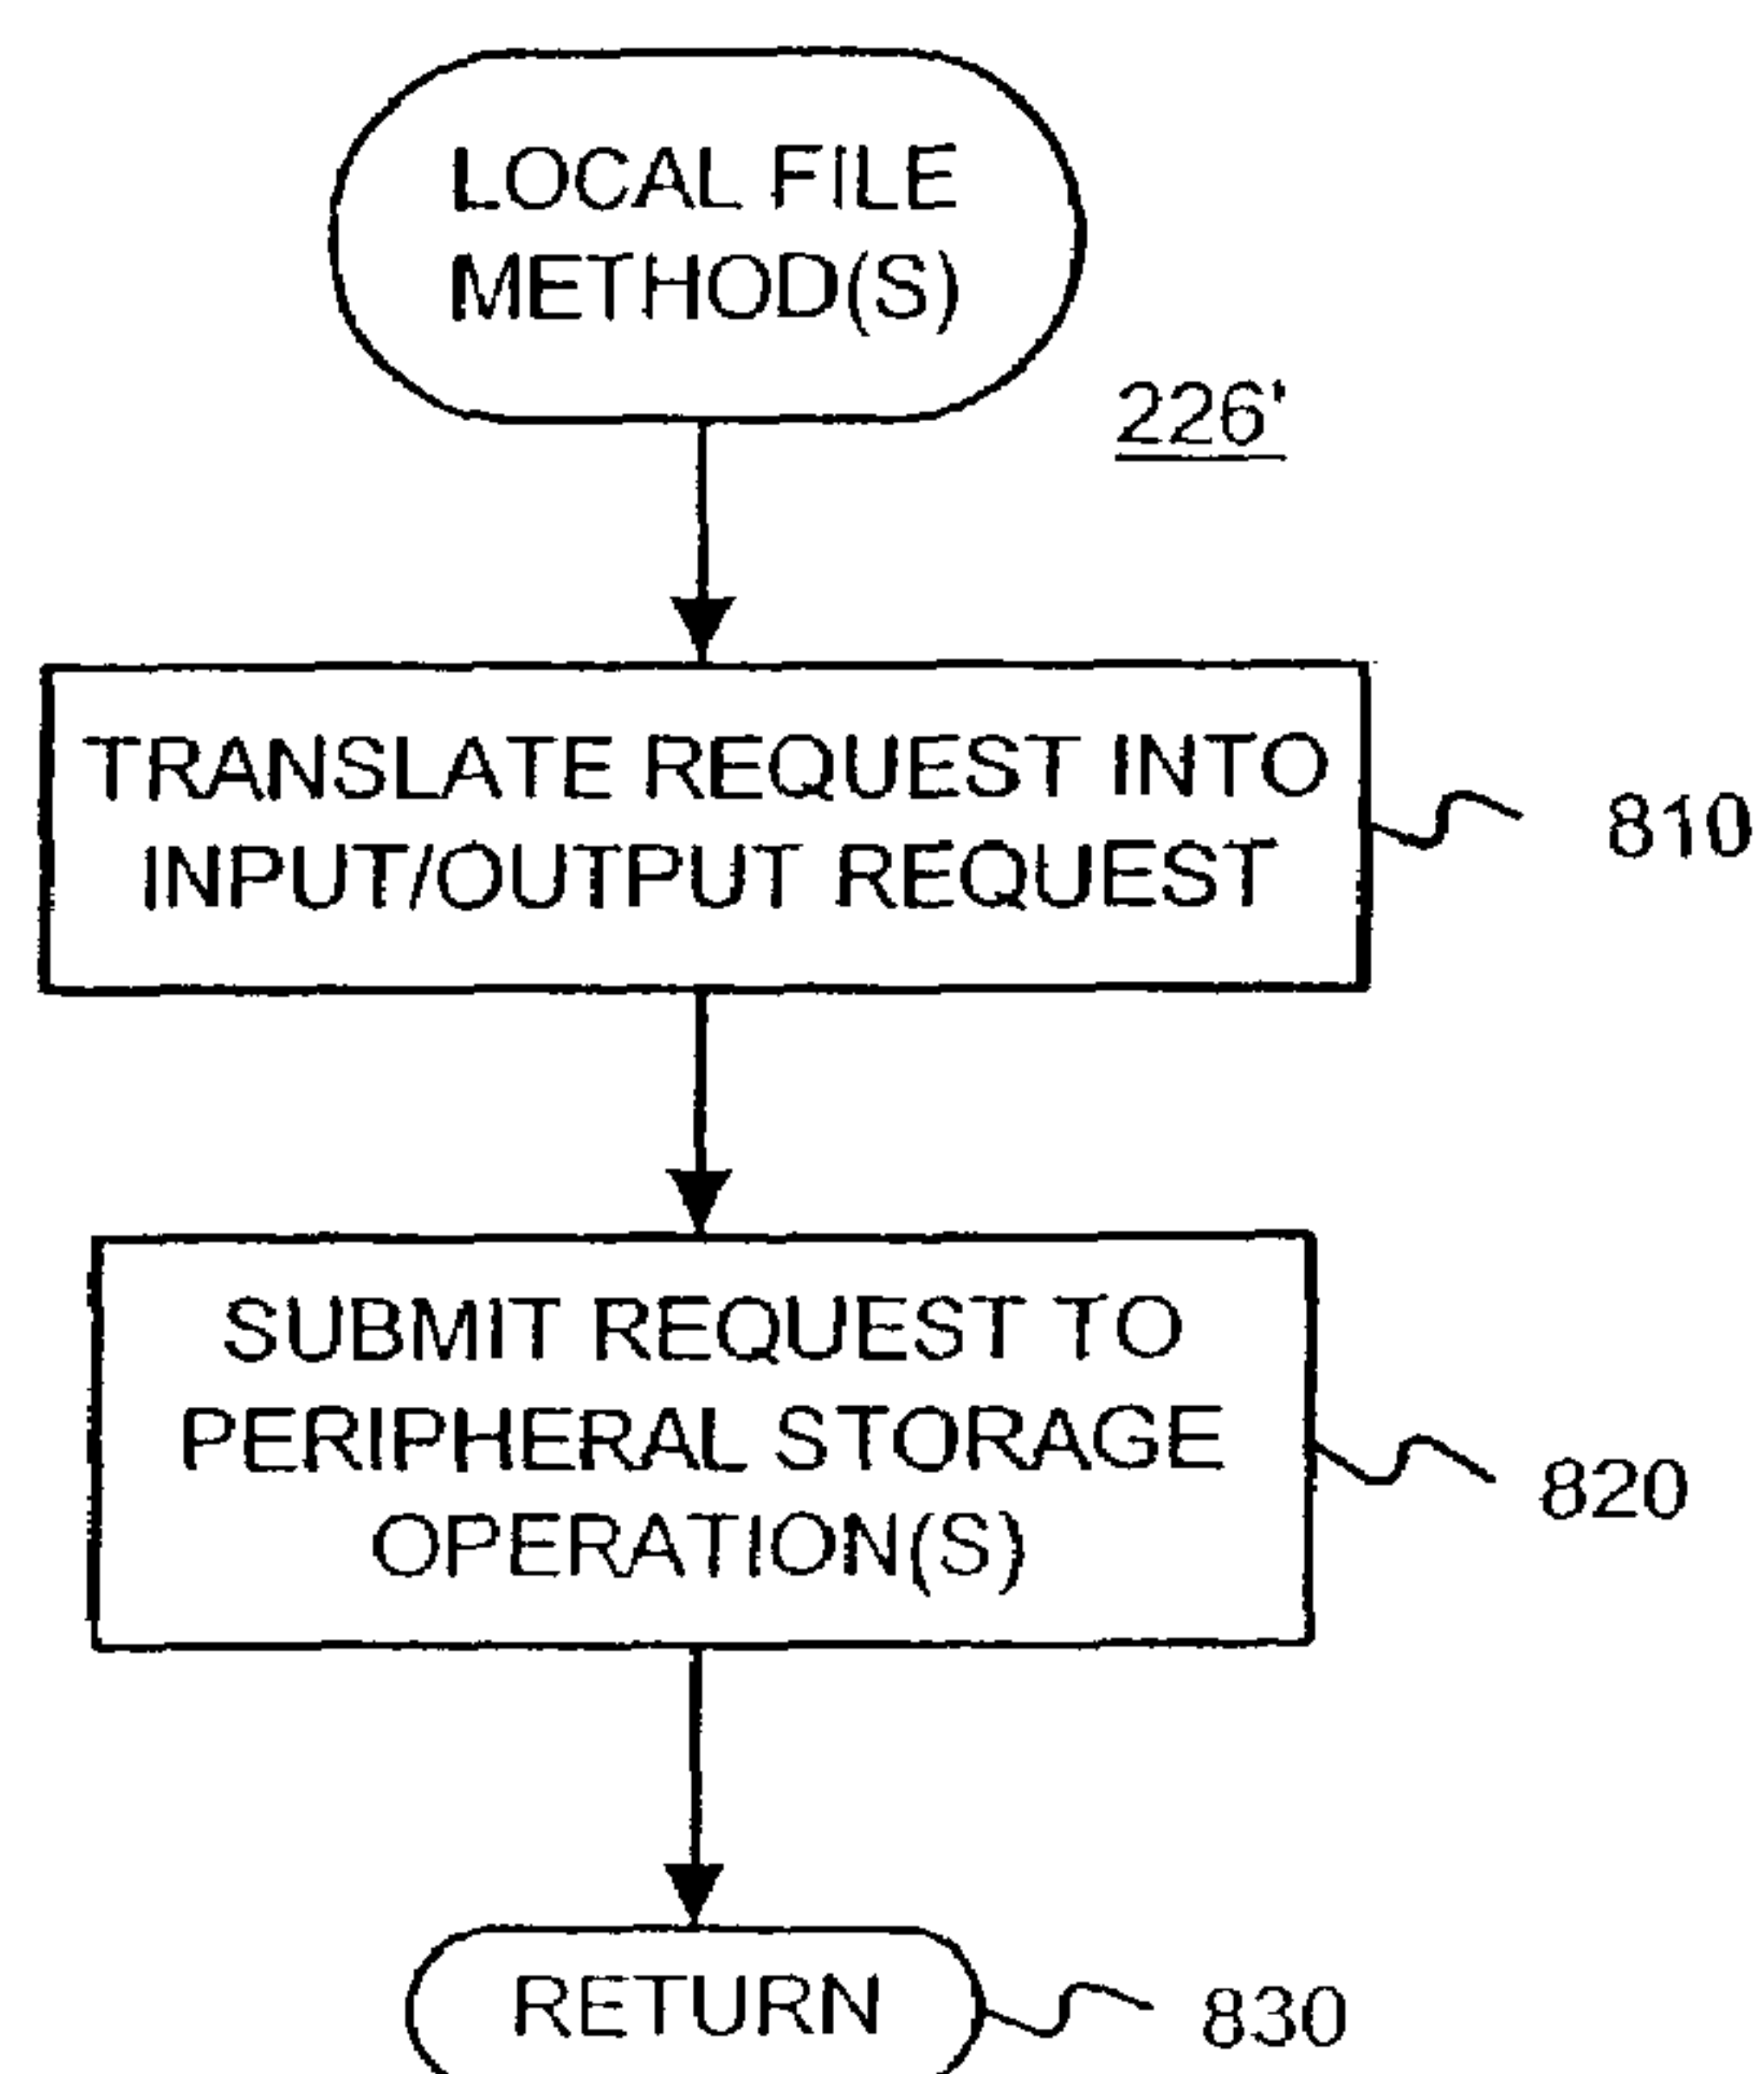 LOCAL FILE
METHOD(S)
226'
TRANSLATE REQUEST INTO
INPUT/OUTPUT REQUEST
810
SUBMIT REQUEST TO
PERIPHERAL STORAGE
OPERATION(S)
820
RETURN
830